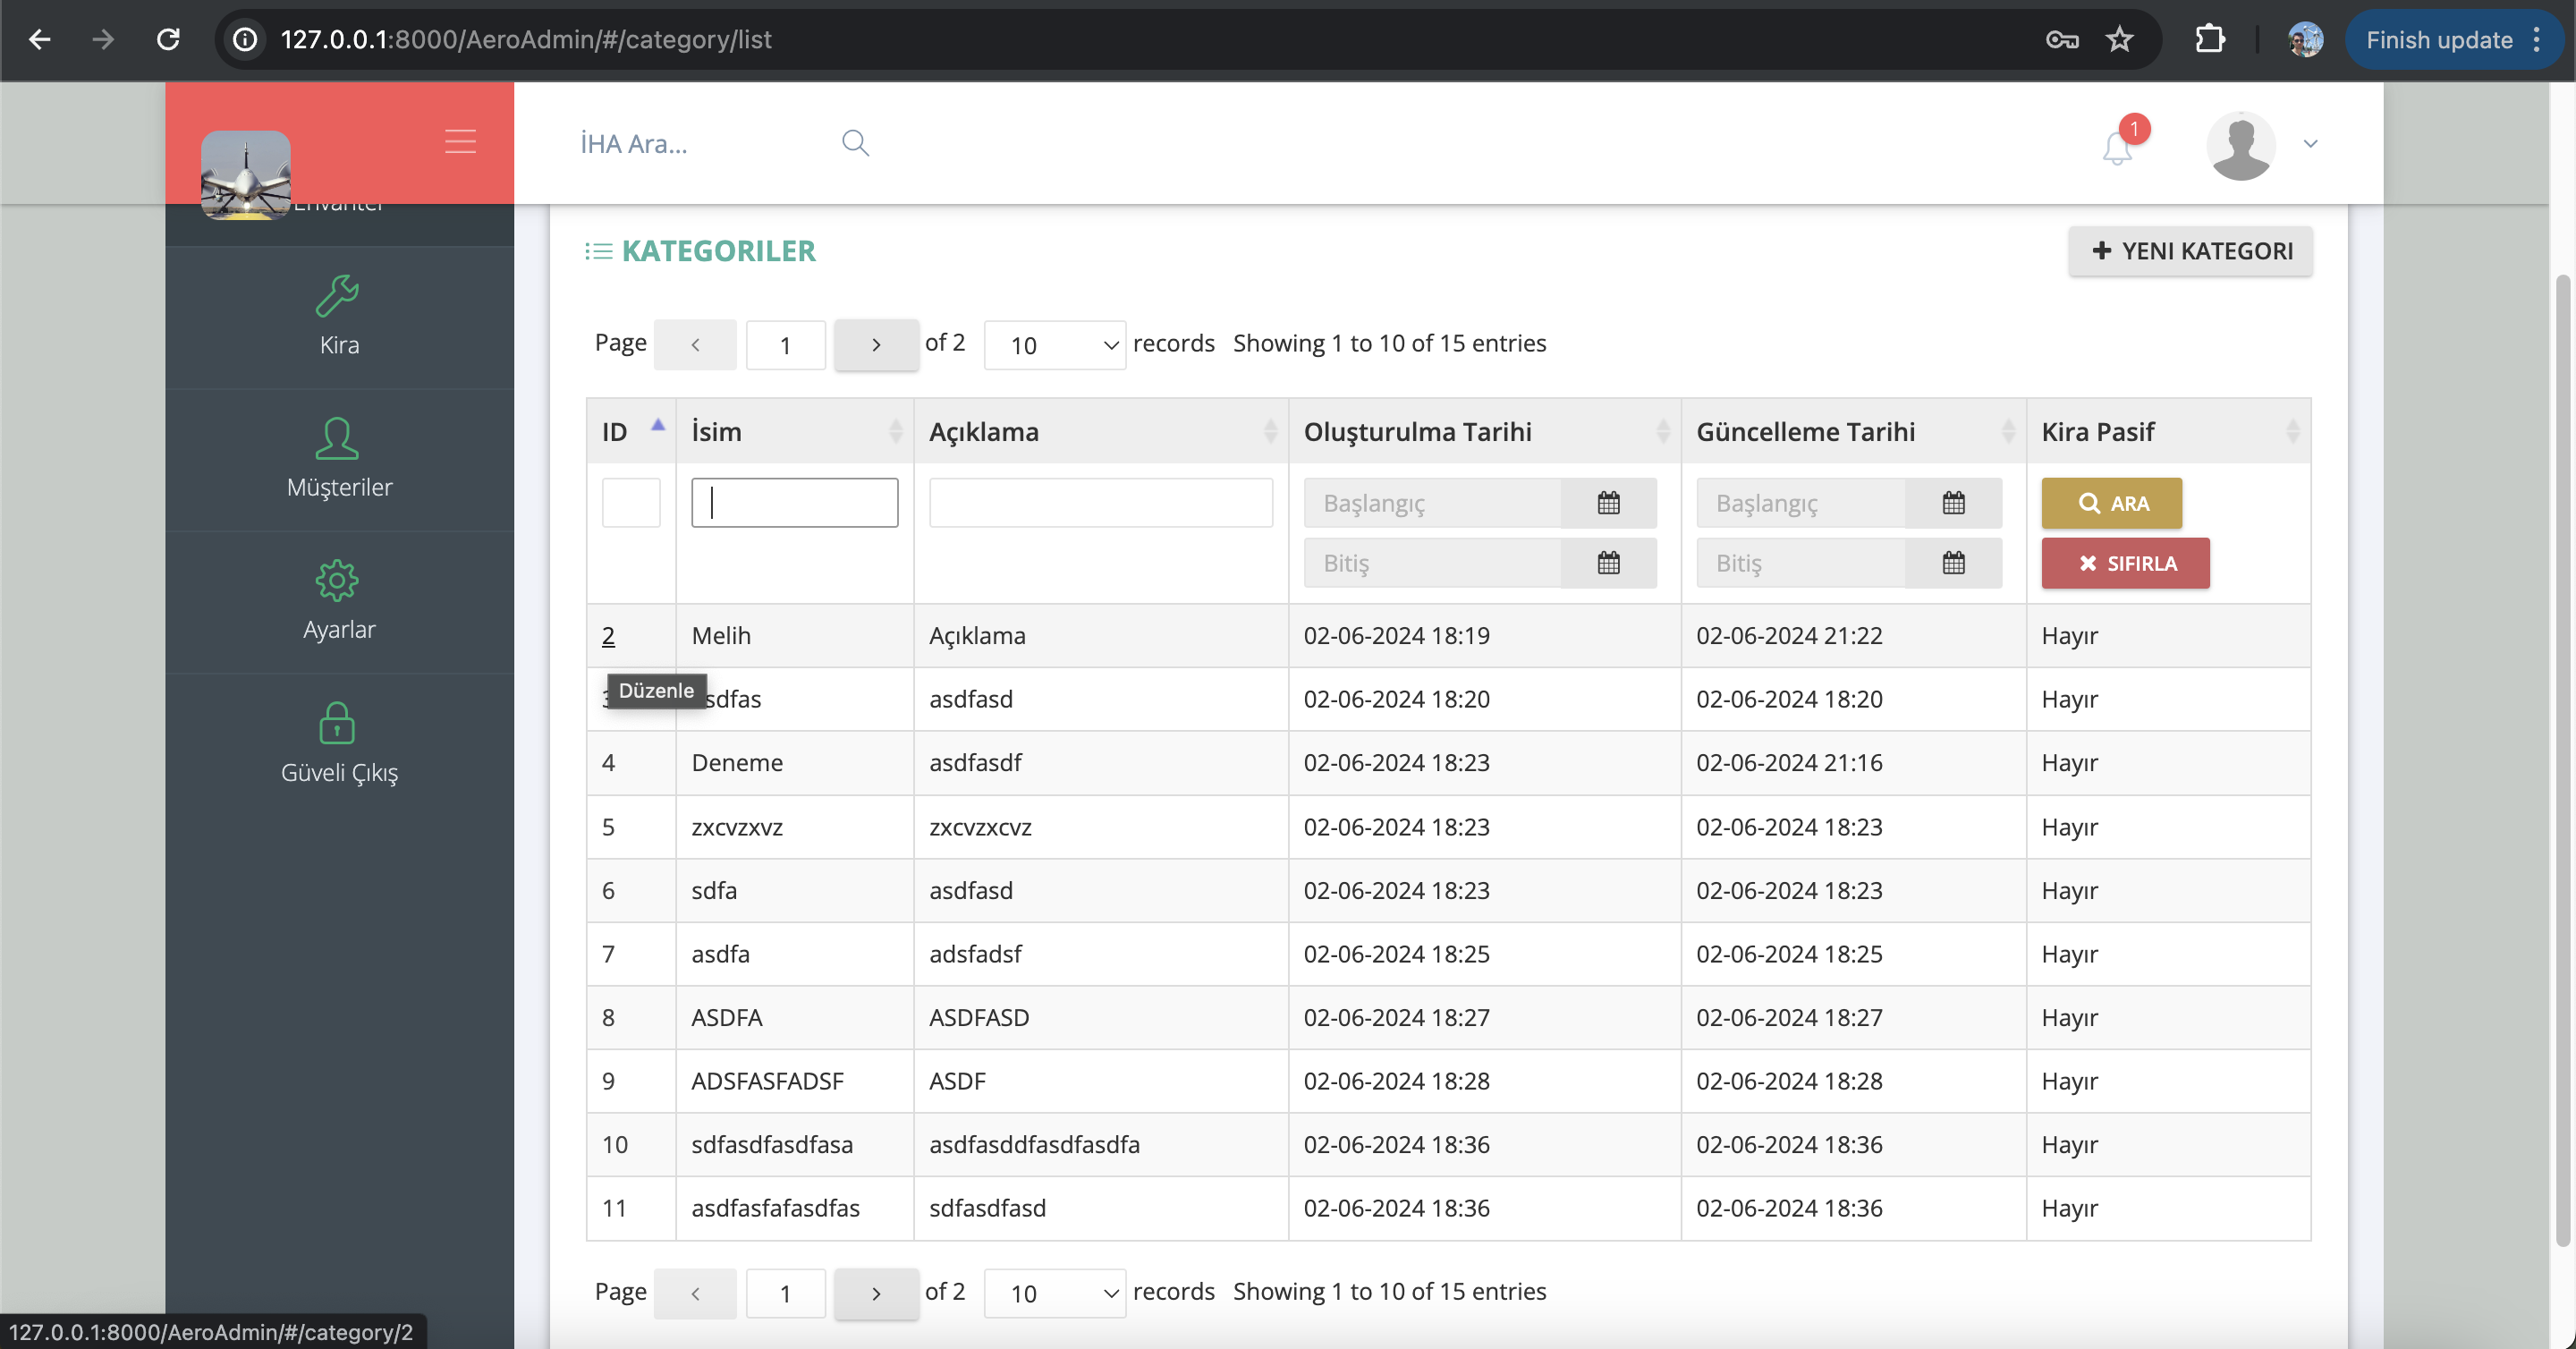 127.0.0.1:8000/AeroAdmin/#/category/list
Finish update
İHA Ara...
1
Envanter
Kira
Müşteriler
Ayarlar
Güveli Çıkış
KATEGORILER
YENI KATEGORI
Page 1 of 2 10 records Showing 1 to 10 of 15 entries
ID İsim Açıklama Oluşturulma Tarihi Güncelleme Tarihi Kira Pasif
Başlangıç Başlangıç ARA
Bitiş Bitiş SIFIRLA
2 Melih Açıklama 02-06-2024 18:19 02-06-2024 21:22 Hayır
Düzenle
3 sdfas asdfasd 02-06-2024 18:20 02-06-2024 18:20 Hayır
4 Deneme asdfasdf 02-06-2024 18:23 02-06-2024 21:16 Hayır
5 zxcvzxvz zxcvzxcvz 02-06-2024 18:23 02-06-2024 18:23 Hayır
6 sdfa asdfasd 02-06-2024 18:23 02-06-2024 18:23 Hayır
7 asdfa adsfadsf 02-06-2024 18:25 02-06-2024 18:25 Hayır
8 ASDFA ASDFASD 02-06-2024 18:27 02-06-2024 18:27 Hayır
9 ADSFASFADSF ASDF 02-06-2024 18:28 02-06-2024 18:28 Hayır
10 sdfasdfasdfasa asdfasddfasdfasdfa 02-06-2024 18:36 02-06-2024 18:36 Hayır
11 asdfasfafasdfas sdfasdfasd 02-06-2024 18:36 02-06-2024 18:36 Hayır
Page 1 of 2 10 records Showing 1 to 10 of 15 entries
127.0.0.1:8000/AeroAdmin/#/category/2